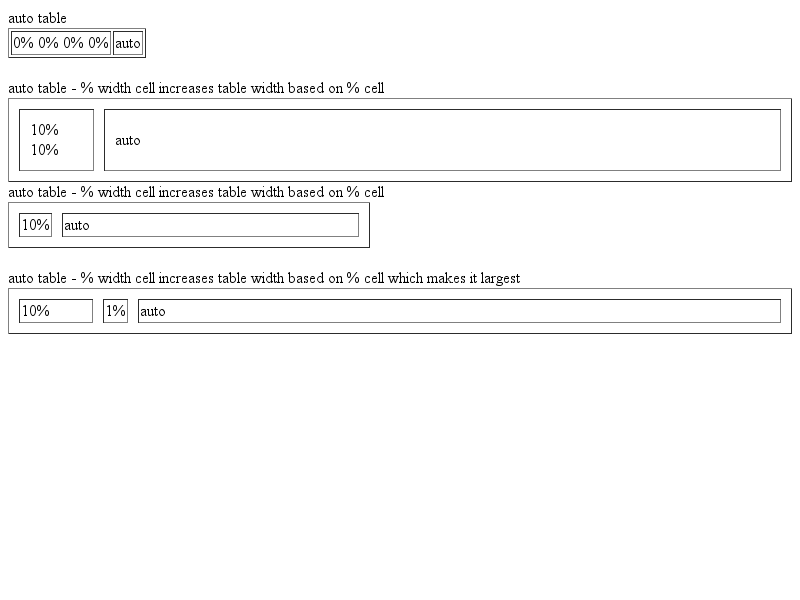 auto table
0% 0% 0% 0% auto
auto table - % width cell increases table width based on % cell
10%
10%
auto
auto table - % width cell increases table width based on % cell
10% auto
auto table - % width cell increases table width based on % cell which makes it largest
10% 1% auto